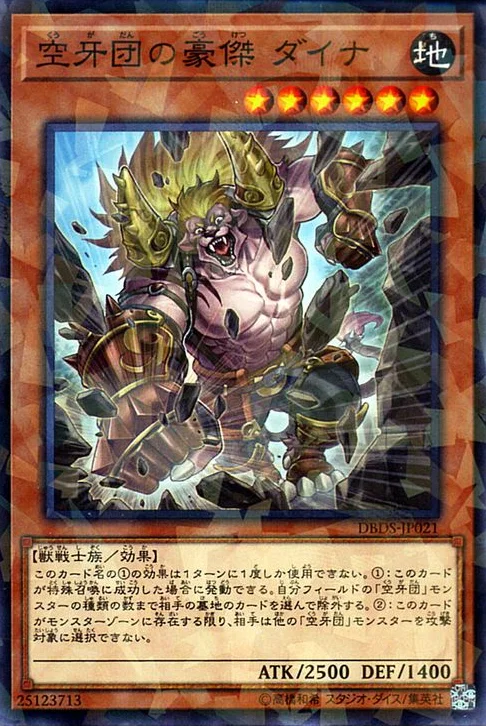 空牙団の豪傑 ダイナ
地
DBDS-JP021
【獣戦士族／効果】
このカード名の①の効果は1ターンに1度しか使用できない。①：このカード
が特殊召喚に成功した場合に発動できる。自分フィールドの「空牙団」モン
スターの種類の数まで相手の墓地のカードを選んで除外する。②：このカード
がモンスターゾーンに存在する限り、相手は他の「空牙団」モンスターを攻撃
対象に選択できない。
ATK/2500 DEF/1400
25123713
©高橋和希 スタジオ・ダイス/集英社